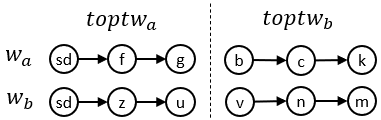 toptw_a toptw_b
w_a sd f g b c k
w_b sd z u v n m